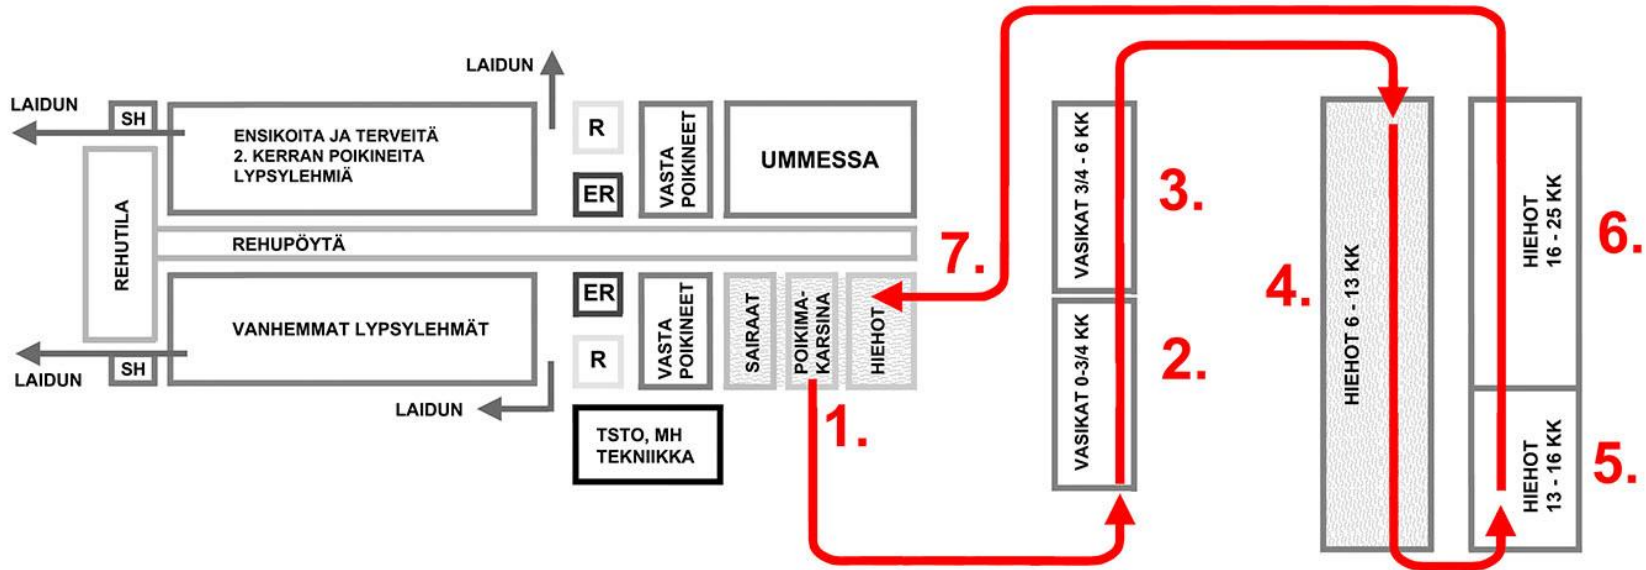 LAIDUN
LAIDUN
SH
ENSIKOITA JA TERVEITÄ
2. KERRAN POIKINEITA
LYPSYLEHMIÄ
R
ER
VASTA
POIKINEET
UMMESSA
REHUTILA
REHUPÖYTÄ
VANHEMMAT LYPSYLEHMÄT
ER
R
VASTA
POIKINEET
SAIRAAT
POIKIMA-
KARSINA
HIEHOT
7.
SH
LAIDUN
LAIDUN
TSTO, MH
TEKNIIKKA
1.
VASIKAT 3/4 - 6 KK
3.
VASIKAT 0-3/4 KK
2.
HIEHOT 6 - 13 KK
4.
HIEHOT
16 - 25 KK
6.
HIEHOT
13 - 16 KK
5.